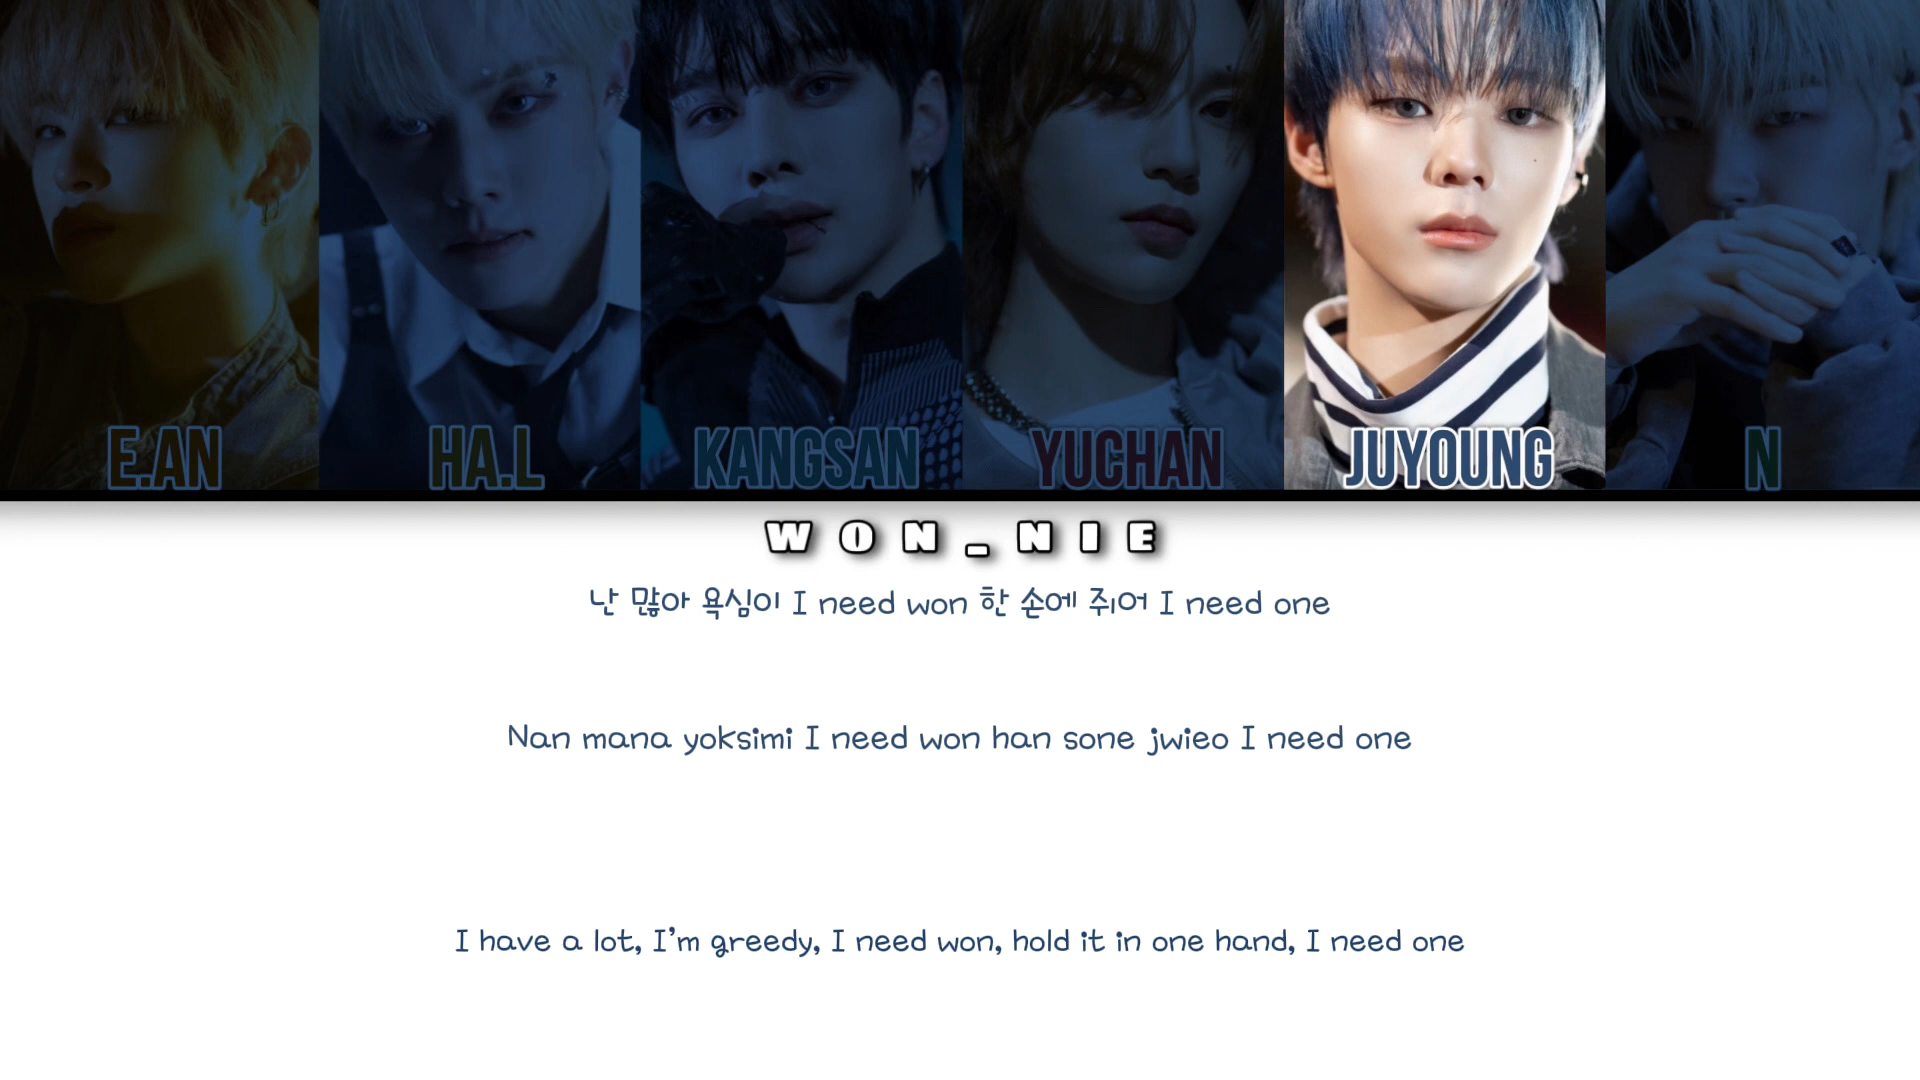 E.AN
HA.L
KANGSAN
YUCHAN
JUYOUNG
N
WON_NIE
난 많아 욕심이 I need won 한 손에 쥐어 I need one
Nan mana yoksimi I need won han sone jwieo I need one
I have a lot, I'm greedy, I need won, hold it in one hand, I need one